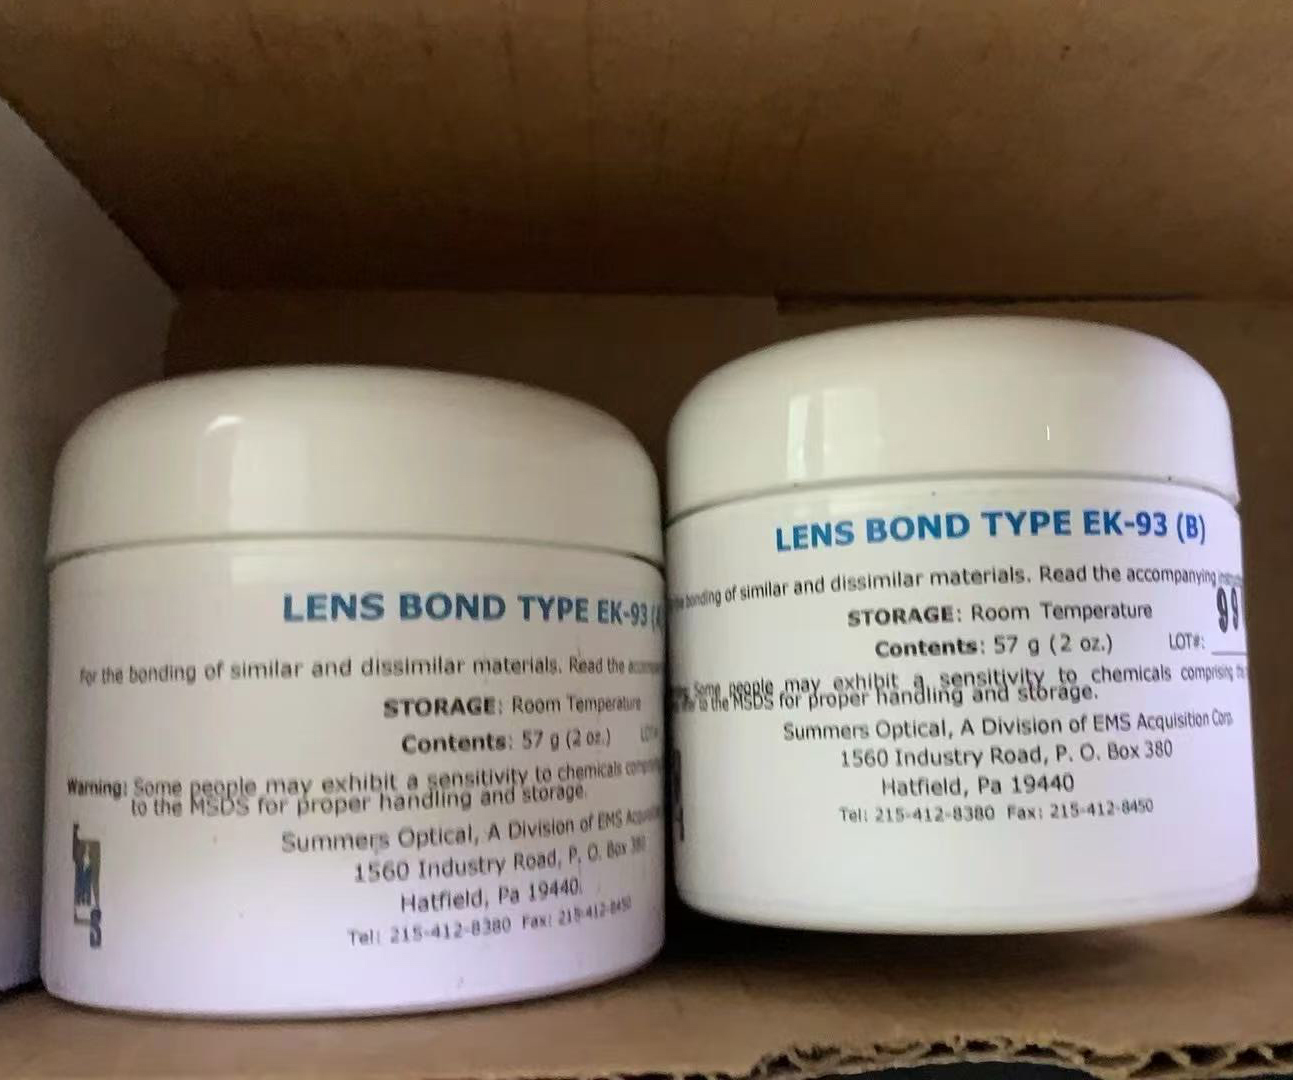 LENS BOND TYPE EK-93
for the bonding of similar and dissimilar materials. Read the
STORAGE: Room Temperature
Contents: 57 g (2 oz.)
Warning: Some people may exhibit a sensitivity to chemicals
to the MSDS for proper handling and storage.
Summers Optical, A Division of EMS
1560 Industry Road, P. O. Box 380
Hatfield, Pa 19440
Tel: 215-412-8380 Fax: 215-412-8450
LENS BOND TYPE EK-93 (B)
bonding of similar and dissimilar materials. Read the accompanying
STORAGE: Room Temperature
Contents: 57 g (2 oz.) LOT#: 99
Some people may exhibit a sensitivity to chemicals comprising
to the MSDS for proper handling and storage.
Summers Optical, A Division of EMS Acquisition Corp.
1560 Industry Road, P. O. Box 380
Hatfield, Pa 19440
Tel: 215-412-8380 Fax: 215-412-8450